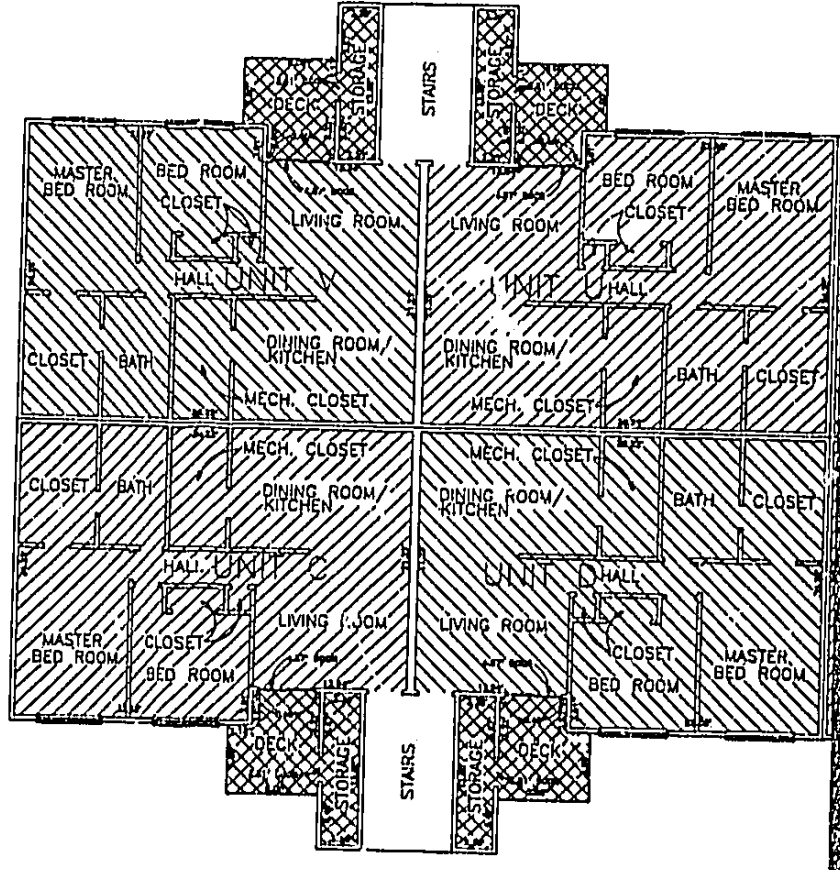 STORAGE
STAIRS
STORAGE
DECK
DECK
MASTER
BED ROOM
BED ROOM
CLOSET
LIVING ROOM
LIVING ROOM
BED ROOM
CLOSET
MASTER
BED ROOM
HALL
UNIT V
UNIT U
HALL
CLOSET
BATH
DINING ROOM/
KITCHEN
MECH. CLOSET
DINING ROOM/
KITCHEN
MECH. CLOSET
BATH
CLOSET
CLOSET
BATH
MECH. CLOSET
DINING ROOM/
KITCHEN
MECH. CLOSET
DINING ROOM/
KITCHEN
BATH
CLOSET
HALL
UNIT C
UNIT D
HALL
MASTER
BED ROOM
CLOSET
BED ROOM
LIVING ROOM
LIVING ROOM
CLOSET
BED ROOM
MASTER
BED ROOM
DECK
STORAGE
STAIRS
STORAGE
DECK